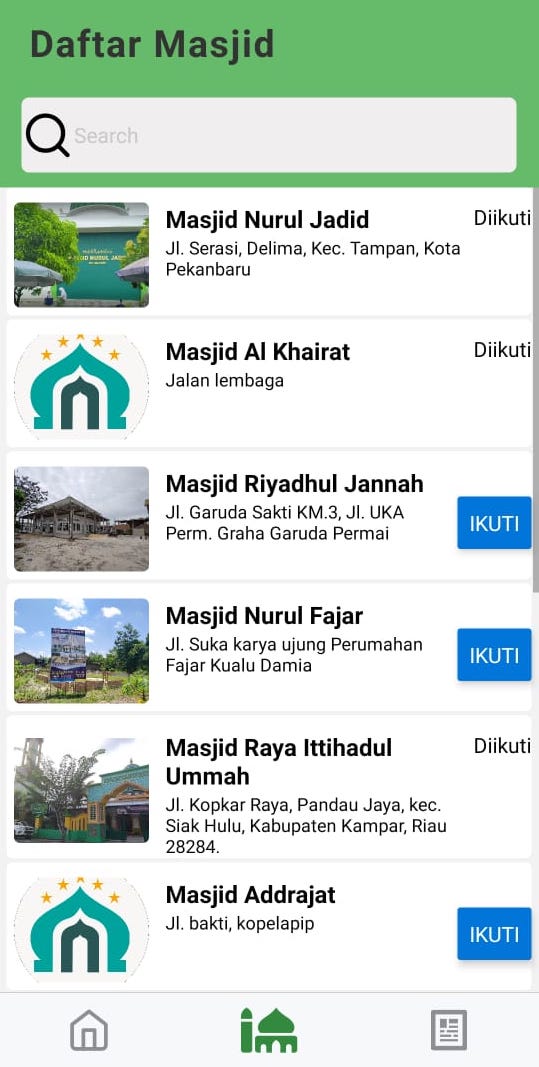 Daftar Masjid
Search
Masjid Nurul Jadid
Diikuti
Jl. Serasi, Delima, Kec. Tampan, Kota
Pekanbaru
Masjid Al Khairat
Diikuti
Jalan lembaga
Masjid Riyadhul Jannah
Jl. Garuda Sakti KM.3, Jl. UKA
Perm. Graha Garuda Permai
IKUTI
Masjid Nurul Fajar
Jl. Suka karya ujung Perumahan
Fajar Kualu Damia
IKUTI
Masjid Raya Ittihadul
Ummah
Diikuti
Jl. Kopkar Raya, Pandau Jaya, kec.
Siak Hulu, Kabupaten Kampar, Riau
28284.
Masjid Addrajat
Jl. bakti, kopelapip
IKUTI